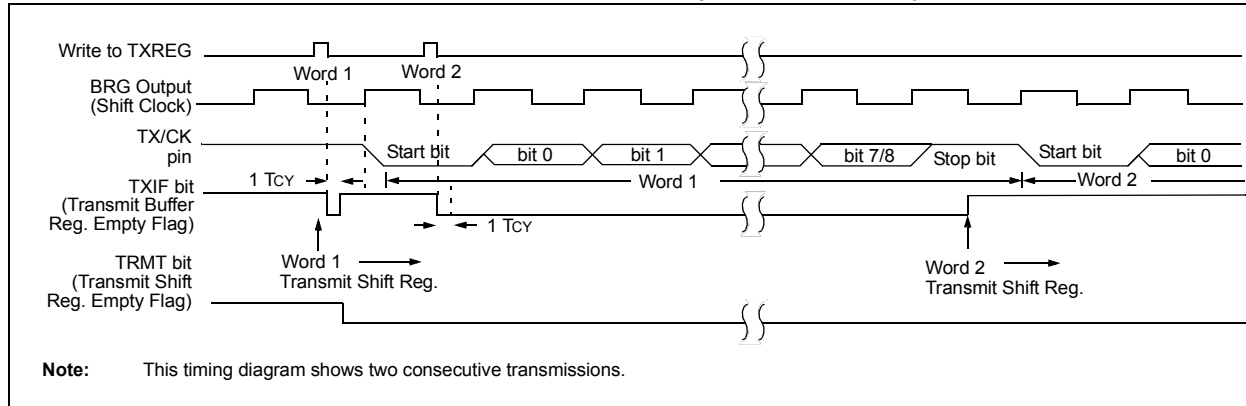 Write to TXREG
Word 1
Word 2
BRG Output
(Shift Clock)
TX/CK
pin
Start bit
bit 0
bit 1
bit 7/8
Stop bit
Start bit
bit 0
1 TCY
Word 1
Word 2
TXIF bit
(Transmit Buffer
Reg. Empty Flag)
1 TCY
Word 1
Transmit Shift Reg.
Word 2
Transmit Shift Reg.
TRMT bit
(Transmit Shift
Reg. Empty Flag)
Note: This timing diagram shows two consecutive transmissions.